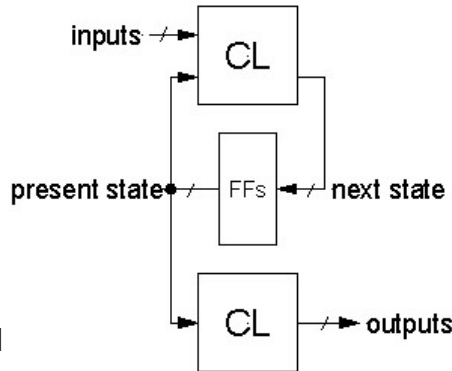 inputs
CL
present state
FFs
next state
CL
outputs